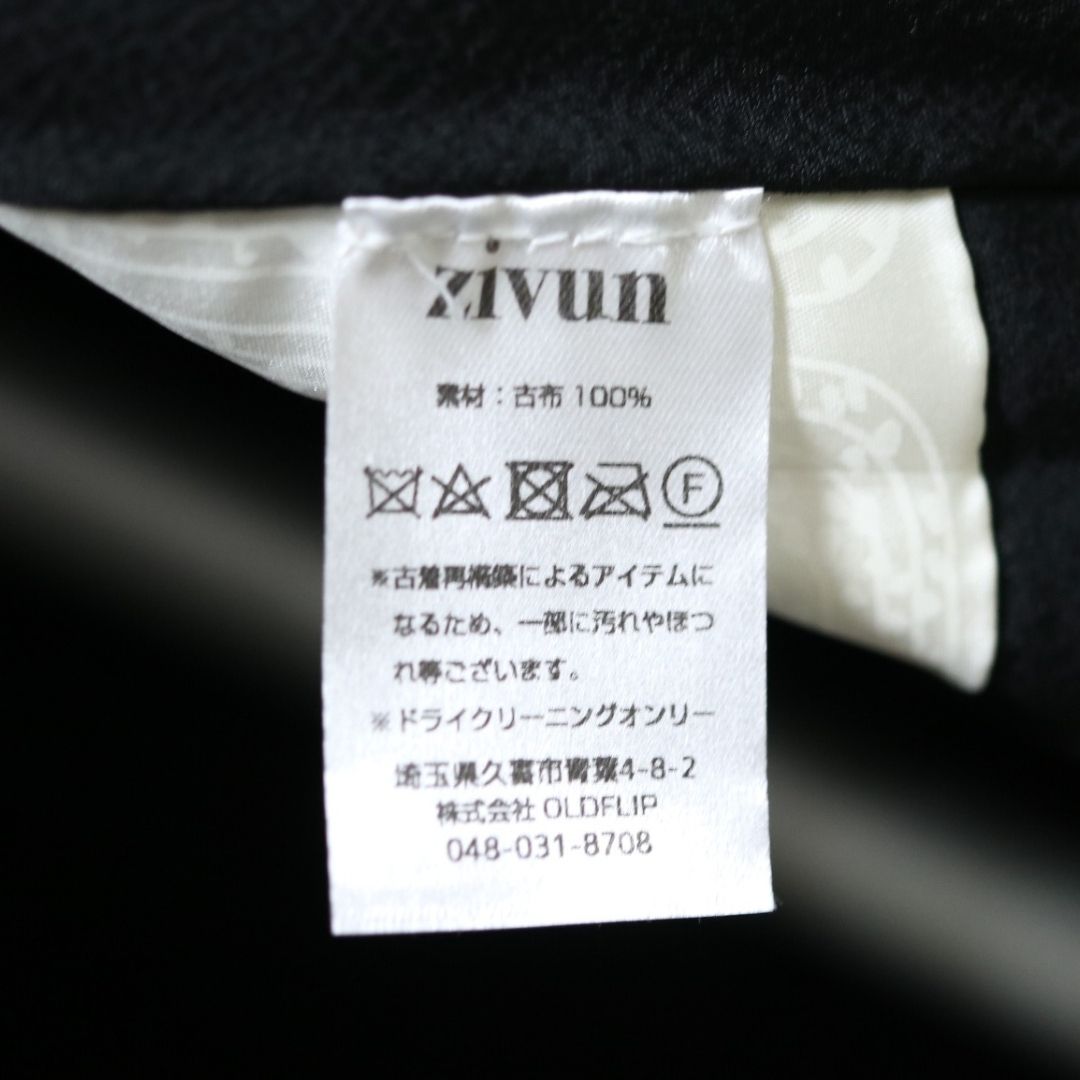 zivun
素材：古布 100%
F
※古着再構築によるアイテムに
なるため、一部に汚れやほつ
れ等ございます。
※ドライクリーニングオンリー
埼玉県久喜市青葉4-8-2
株式会社 OLDFLIP
048-031-8708